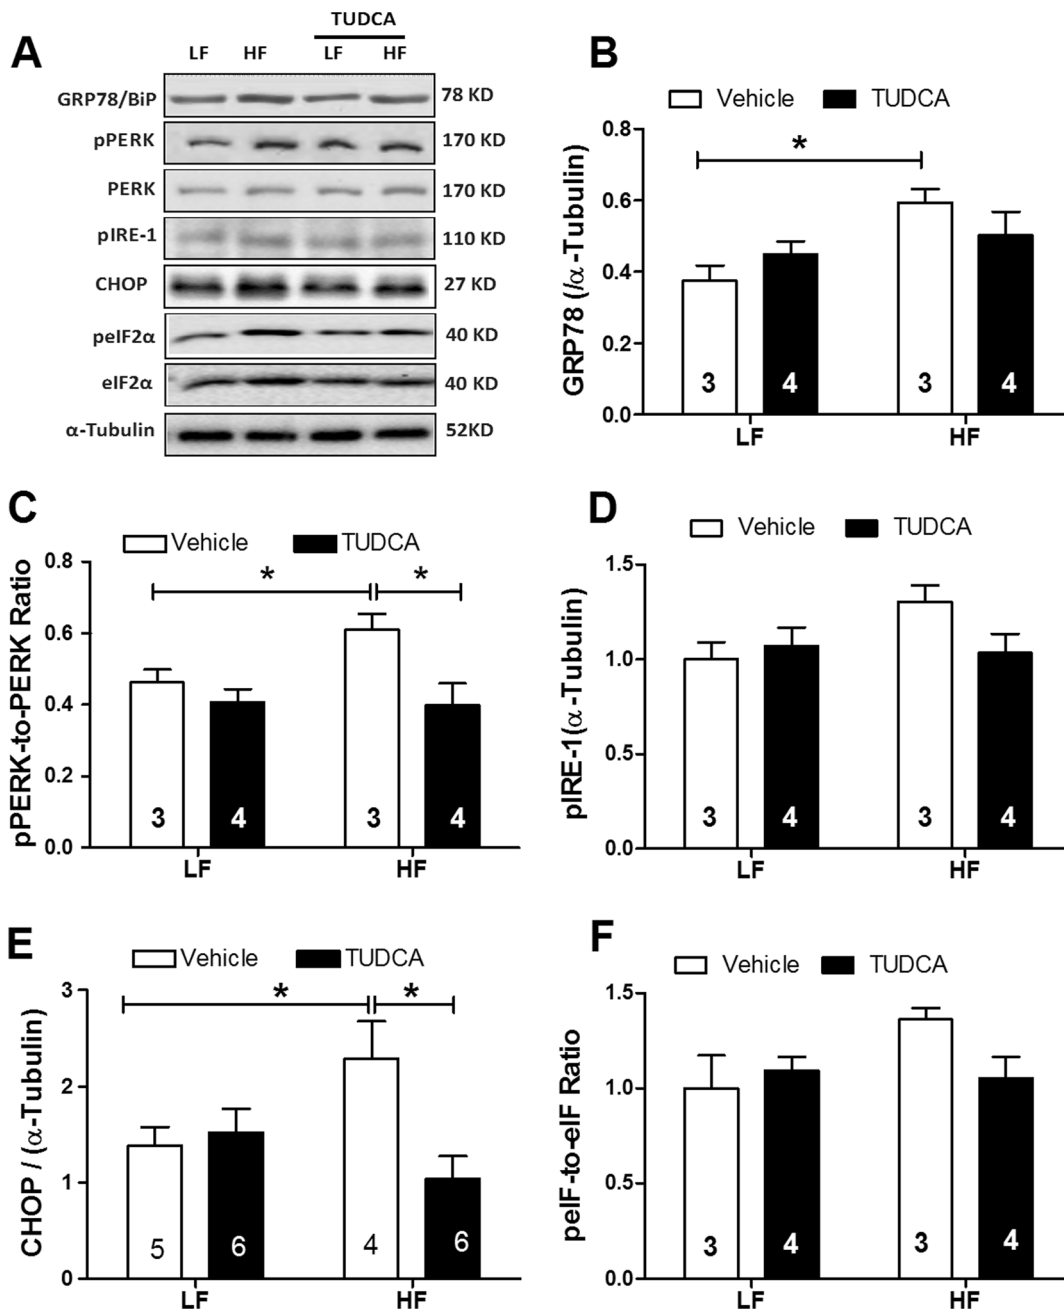 A
TUDCA
LF HF LF HF
GRP78/BiP 78 KD
pPERK 170 KD
PERK 170 KD
pIRE-1 110 KD
CHOP 27 KD
peIF2α 40 KD
eIF2α 40 KD
α-Tubulin 52KD
B
Vehicle TUDCA
GRP78 (/α-Tubulin)
0.8
0.6
0.4
0.2
0.0
*
3 4 3 4
LF HF
C
Vehicle TUDCA
pPERK-to-PERK Ratio
0.8
0.6
0.4
0.2
0.0
* *
3 4 3 4
LF HF
D
Vehicle TUDCA
pIRE-1(α-Tubulin)
1.5
1.0
0.5
0.0
3 4 3 4
LF HF
E
Vehicle TUDCA
CHOP / (α-Tubulin)
3
2
1
0
* *
5 6 4 6
LF HF
F
Vehicle TUDCA
peIF-to-eIF Ratio
1.5
1.0
0.5
0.0
3 4 3 4
LF HF